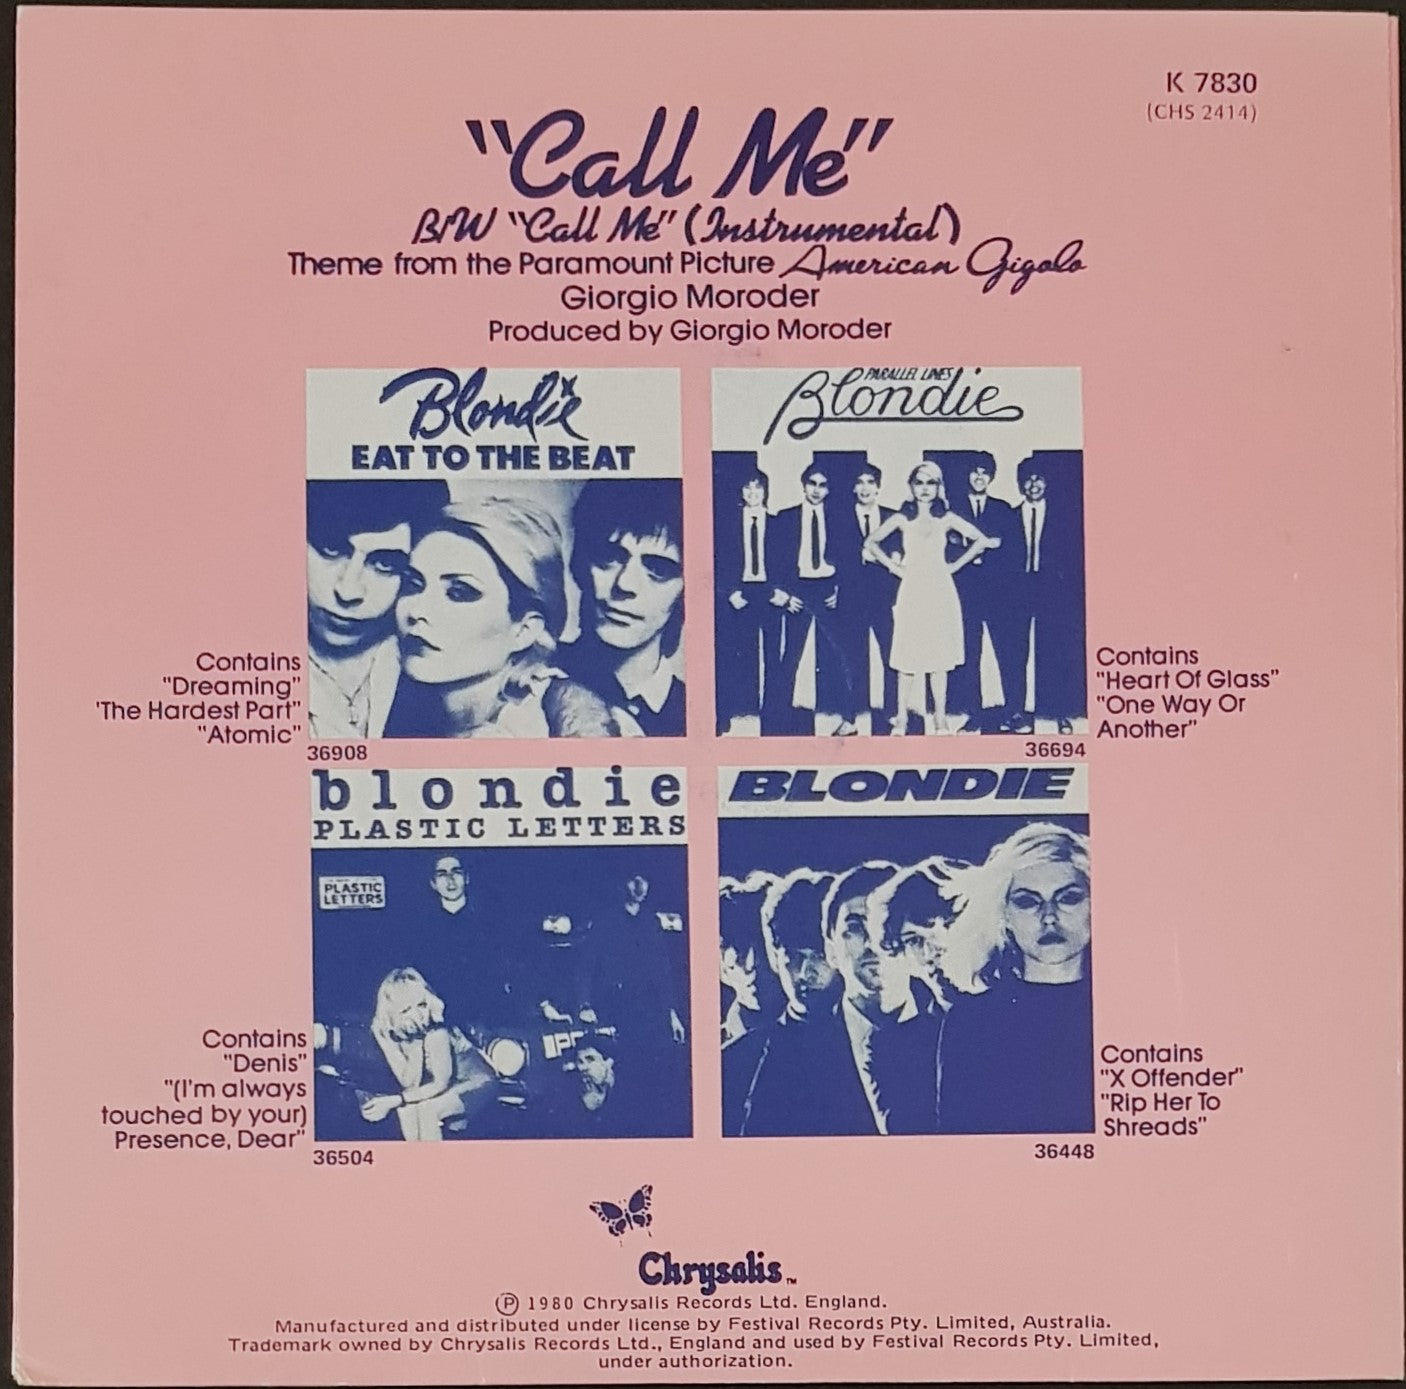 K 7830
(CHS 2414)
"Call Me"
B/W "Call Me" (Instrumental)
Theme from the Paramount Picture American Gigolo
Giorgio Moroder
Produced by Giorgio Moroder
Blondie
EAT TO THE BEAT
PARALLEL LINES
Blondie
Contains
"Dreaming"
'The Hardest Part"
"Atomic"
36908
Contains
"Heart Of Glass"
"One Way Or
Another"
36694
blondie
PLASTIC LETTERS
PLASTIC
LETTERS
BLONDIE
Contains
"Denis"
"(I'm always
touched by your)
Presence, Dear"
36504
Contains
"X Offender"
"Rip Her To
Shreads"
36448
Chrysalis TM
Ⓟ 1980 Chrysalis Records Ltd. England.
Manufactured and distributed under license by Festival Records Pty. Limited, Australia.
Trademark owned by Chrysalis Records Ltd., England and used by Festival Records Pty. Limited,
under authorization.